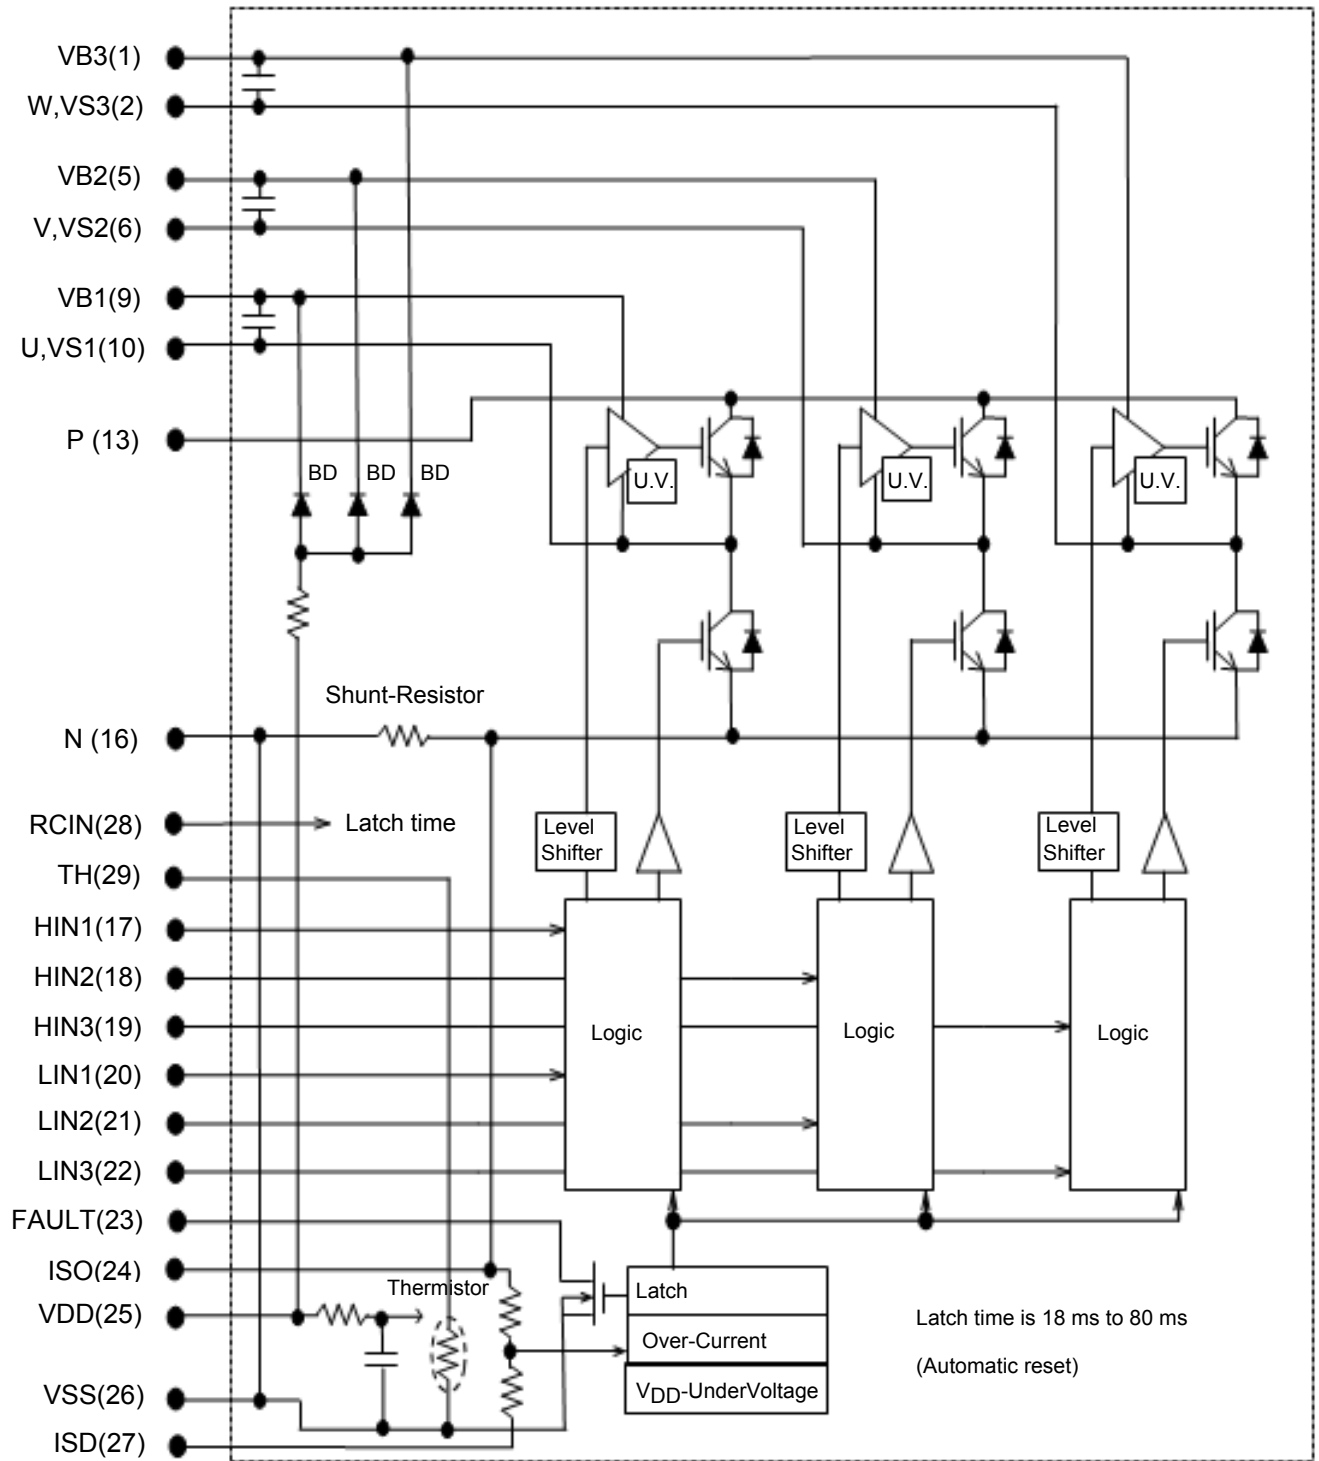 VB3(1)
W,VS3(2)
VB2(5)
V,VS2(6)
VB1(9)
U,VS1(10)
P (13)
BD
BD
BD
U.V.
U.V.
U.V.
Shunt-Resistor
N (16)
RCIN(28)
Latch time
Level
Shifter
Level
Shifter
Level
Shifter
TH(29)
HIN1(17)
HIN2(18)
HIN3(19)
Logic
Logic
Logic
LIN1(20)
LIN2(21)
LIN3(22)
FAULT(23)
ISO(24)
Thermistor
Latch
VDD(25)
Latch time is 18 ms to 80 ms
Over-Current
(Automatic reset)
VDD-UnderVoltage
VSS(26)
ISD(27)